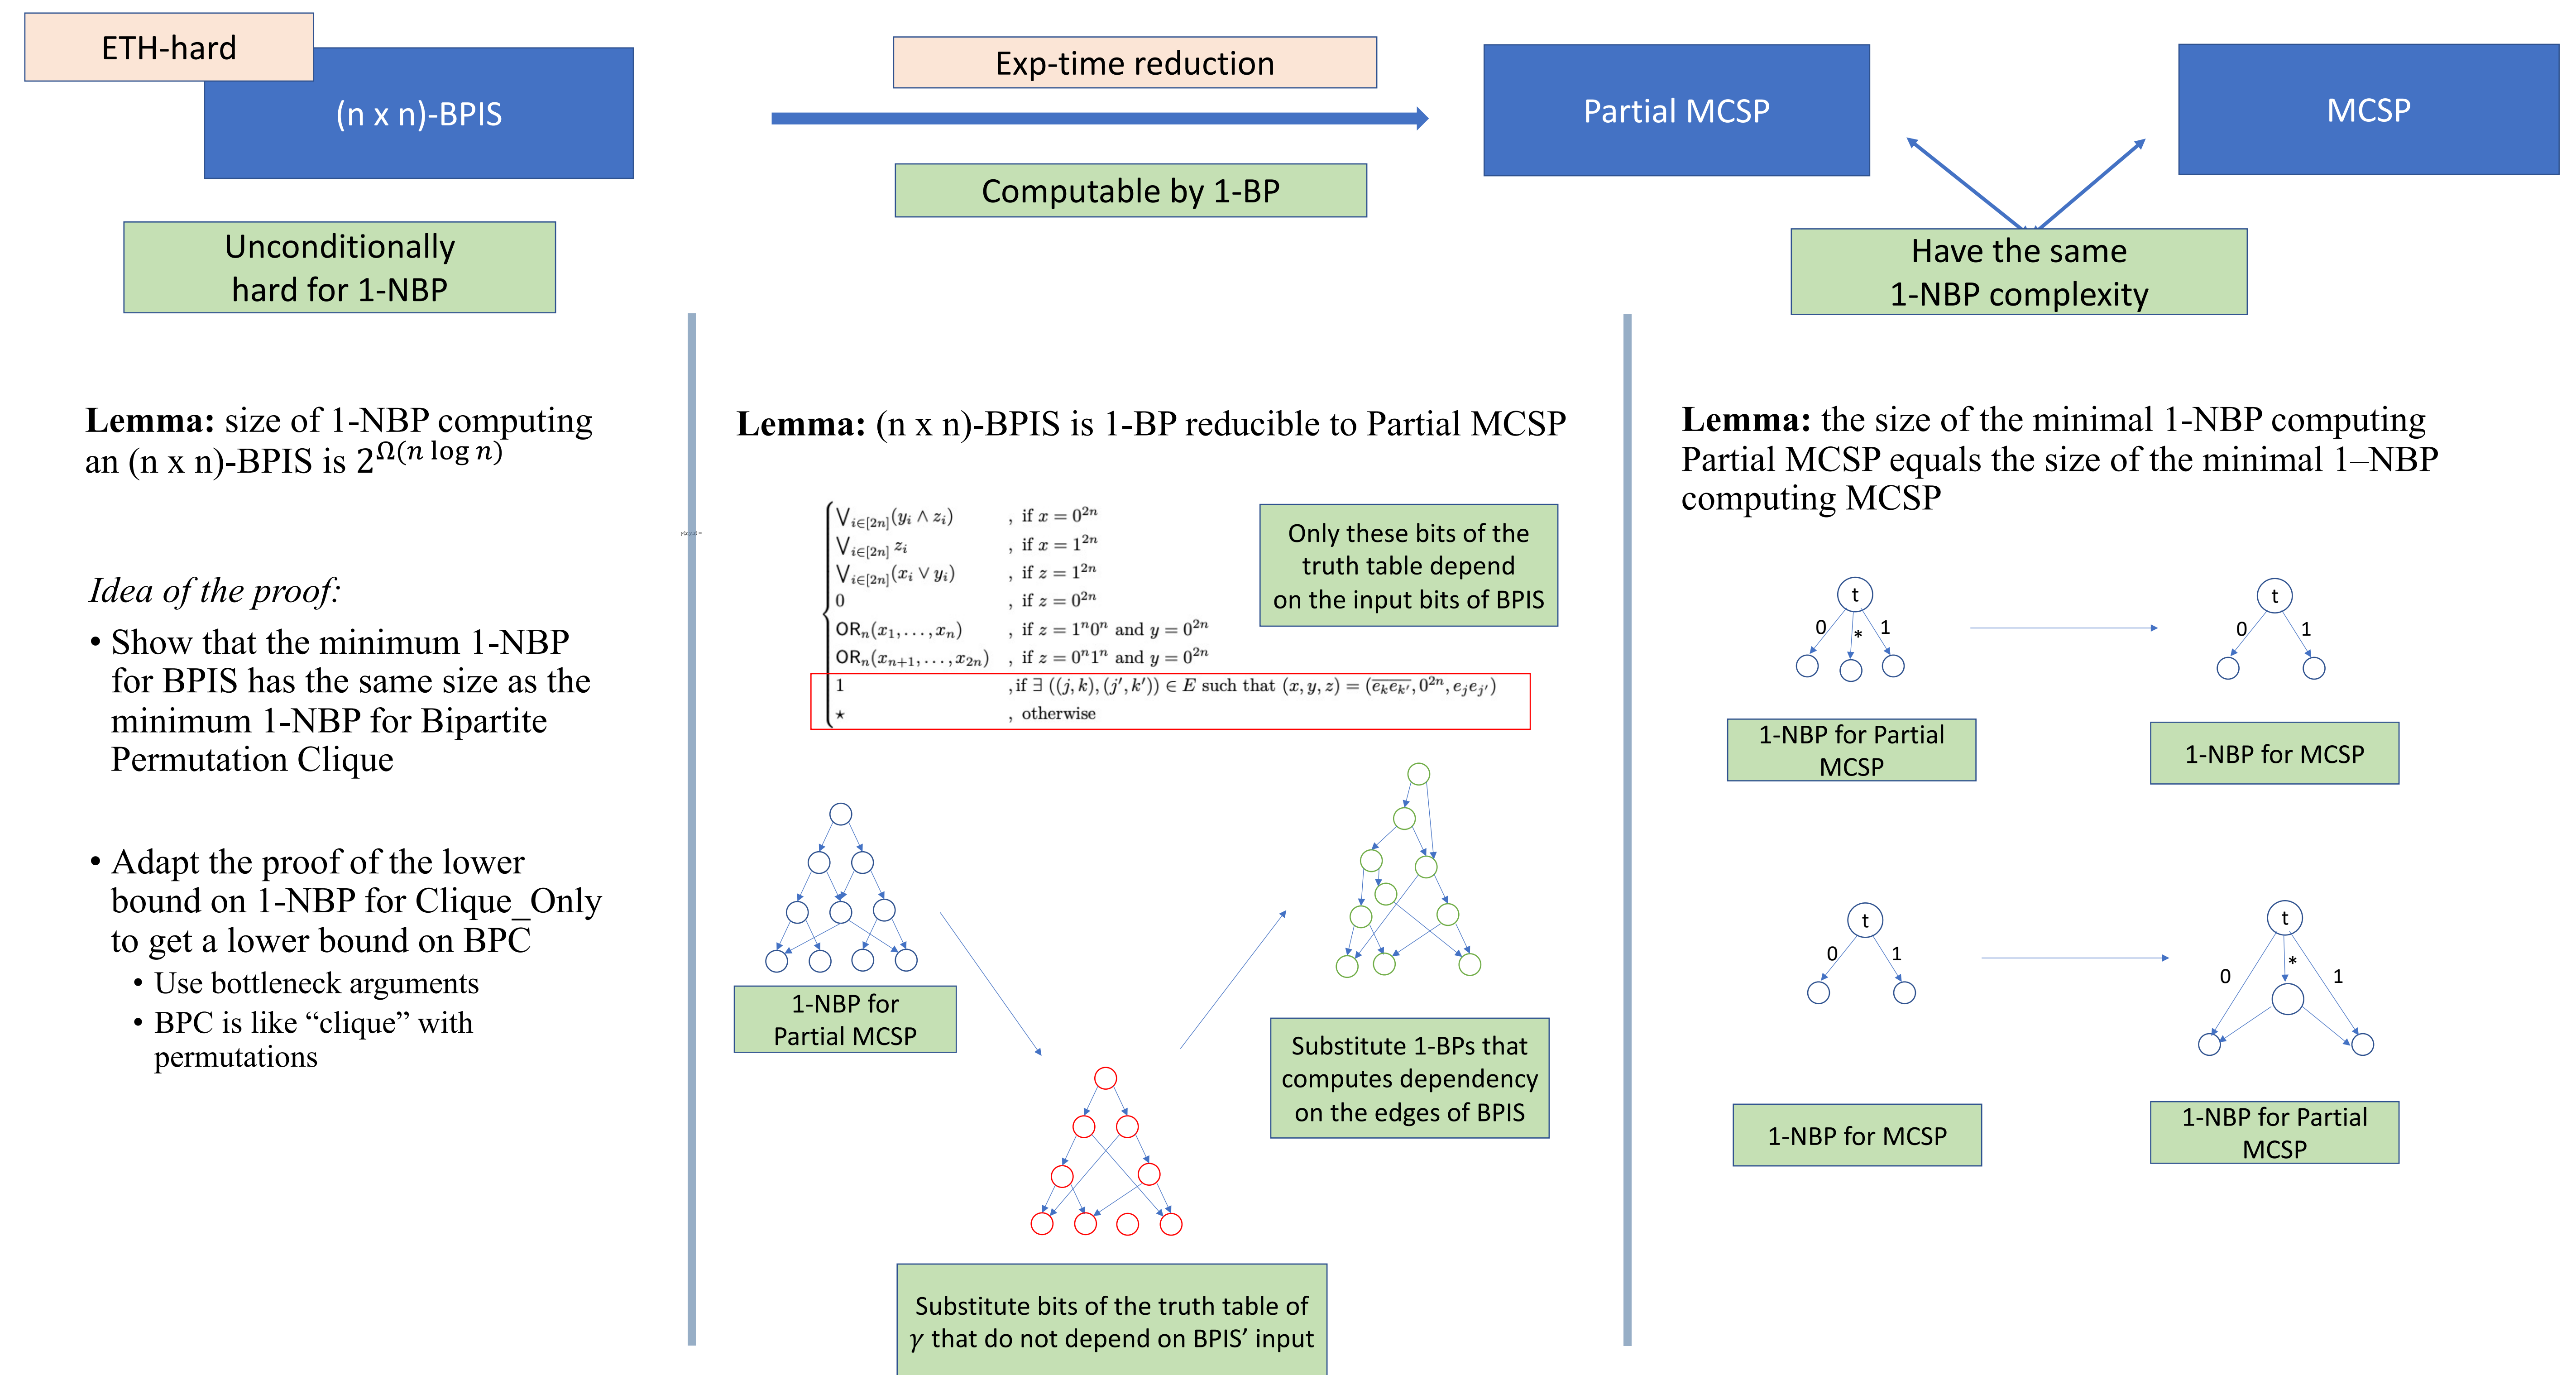 ETH-hard
(n x n)-BPIS
Exp-time reduction
Computable by 1-BP
Partial MCSP
MCSP
Unconditionally
hard for 1-NBP
Have the same
1-NBP complexity
Lemma: size of 1-NBP computing
an (n x n)-BPIS is 2^Ω(n log n)
Idea of the proof:
• Show that the minimum 1-NBP
for BPIS has the same size as the
minimum 1-NBP for Bipartite
Permutation Clique
• Adapt the proof of the lower
bound on 1-NBP for Clique_Only
to get a lower bound on BPC
• Use bottleneck arguments
• BPC is like “clique” with
permutations
Lemma: (n x n)-BPIS is 1-BP reducible to Partial MCSP
⋁_{i∈[2n]}(y_i ∧ z_i) , if x = 0^{2n}
⋁_{i∈[2n]} z_i , if x = 1^{2n}
⋁_{i∈[2n]}(x_i ∨ y_i) , if z = 1^{2n}
0 , if z = 0^{2n}
OR_n(x_1, . . . , x_n) , if z = 1^n0^n and y = 0^{2n}
OR_n(x_{n+1}, . . . , x_{2n}) , if z = 0^n1^n and y = 0^{2n}
1 ,if ∃ ((j, k), (j′, k′)) ∈ E such that (x, y, z) = (\overline{e_k e_{k′}}, 0^{2n}, e_j e_{j′})
⋆ , otherwise
Only these bits of the
truth table depend
on the input bits of BPIS
1-NBP for
Partial MCSP
Substitute 1-BPs that
computes dependency
on the edges of BPIS
Substitute bits of the truth table of
γ that do not depend on BPIS’ input
Lemma: the size of the minimal 1-NBP computing
Partial MCSP equals the size of the minimal 1–NBP
computing MCSP
t
0
*
1
1-NBP for Partial
MCSP
t
0
1
1-NBP for MCSP
t
0
1
1-NBP for MCSP
t
0
*
1
1-NBP for Partial
MCSP